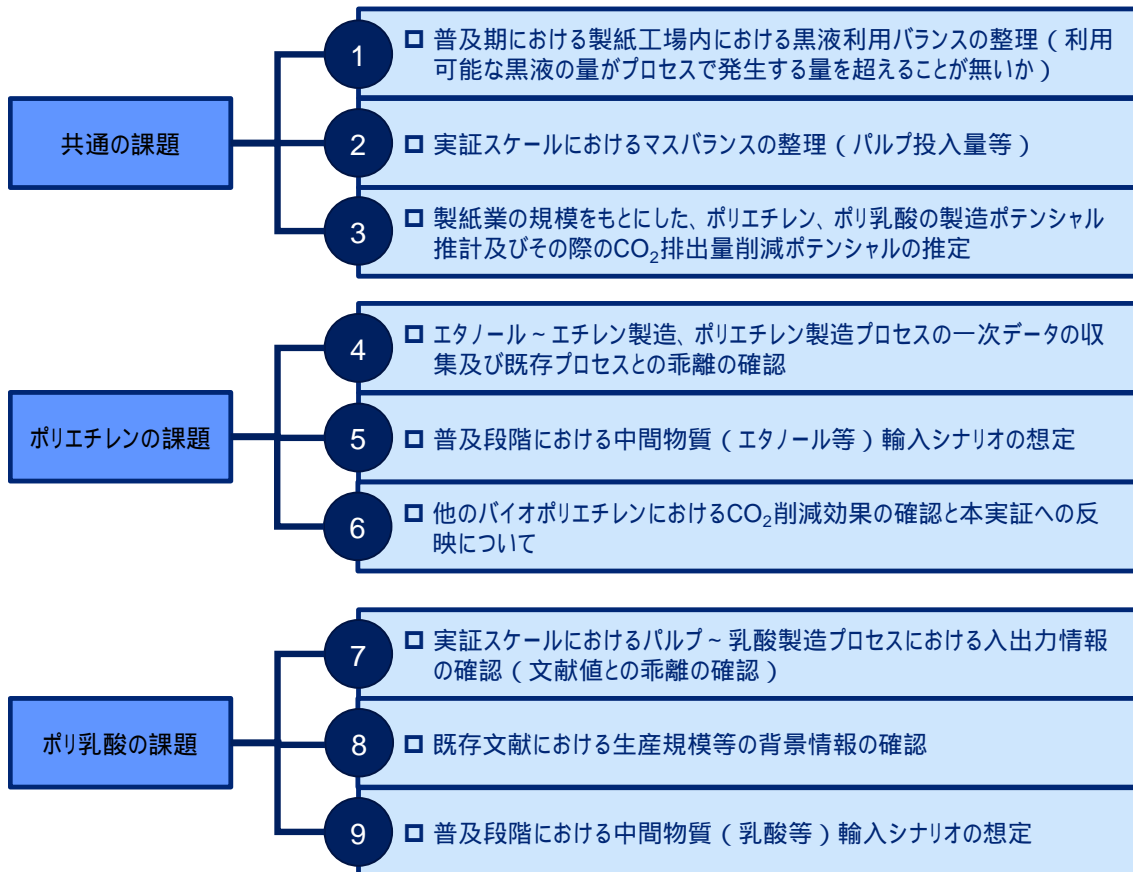 共通の課題
1
□ 普及期における製紙工場内における黒液利用バランスの整理（利用
可能な黒液の量がプロセスで発生する量を超えることが無いか）
2
□ 実証スケールにおけるマスバランスの整理（パルプ投入量等）
3
□ 製紙業の規模をもとにした、ポリエチレン、ポリ乳酸の製造ポテンシャル
推計及びその際のCO₂排出量削減ポテンシャルの推定
ポリエチレンの課題
4
□ エタノール～エチレン製造、ポリエチレン製造プロセスの一次データの収
集及び既存プロセスとの乖離の確認
5
□ 普及段階における中間物質（エタノール等）輸入シナリオの想定
6
□ 他のバイオポリエチレンにおけるCO₂削減効果の確認と本実証への反
映について
ポリ乳酸の課題
7
□ 実証スケールにおけるパルプ～乳酸製造プロセスにおける入出力情報
の確認（文献値との乖離の確認）
8
□ 既存文献における生産規模等の背景情報の確認
9
□ 普及段階における中間物質（乳酸等）輸入シナリオの想定